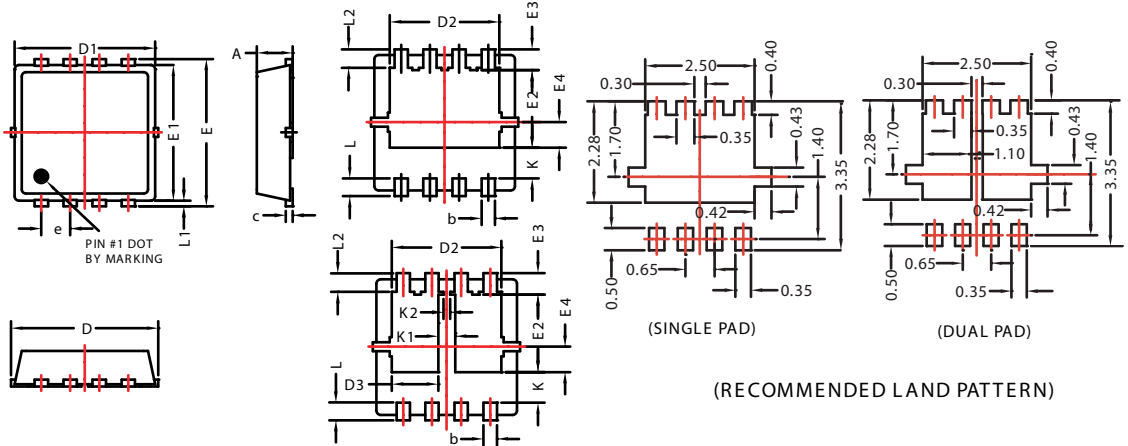 D1
E1
E
e
L1
PIN #1 DOT
BY MARKING
A
c
D
L2
D2
E3
E2
E4
L
K
b
L2
D2
E3
K2
K1
E2
E4
D3
L
K
b
2.50
0.40
0.30
0.35
0.43
2.28
1.70
1.40
3.35
0.42
0.65
0.50
0.35
(SINGLE PAD)
2.50
0.40
0.30
0.35
0.43
2.28
1.70
1.10
1.40
3.35
0.42
0.65
0.50
0.35
(DUAL PAD)
(RECOMMENDED LAND PATTERN)